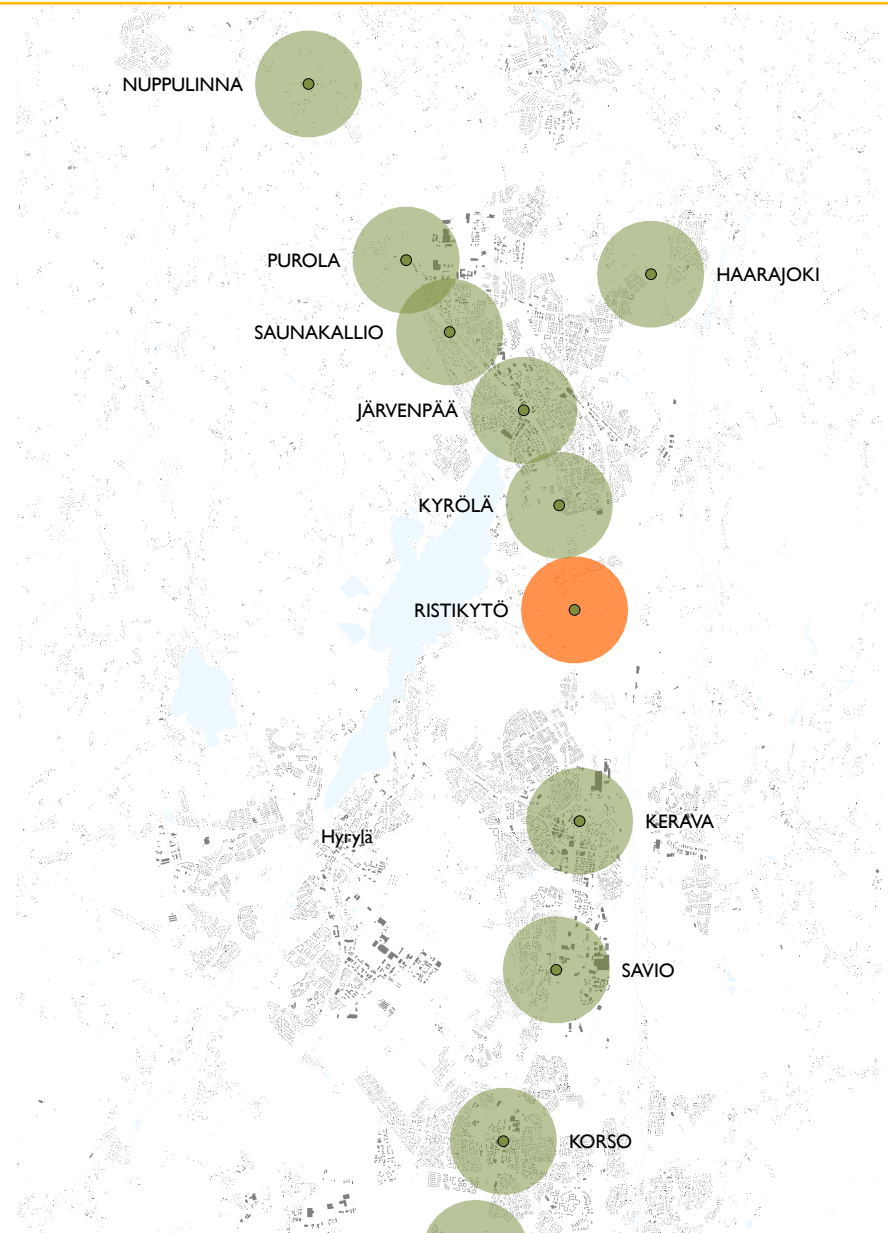 NUPPULINNA
PUROLA
HAARAJOKI
SAUNAKALLIO
JÄRVENPÄÄ
KYRÖLÄ
RISTIKYTÖ
KERAVA
Hyrylä
SAVIO
KORSO